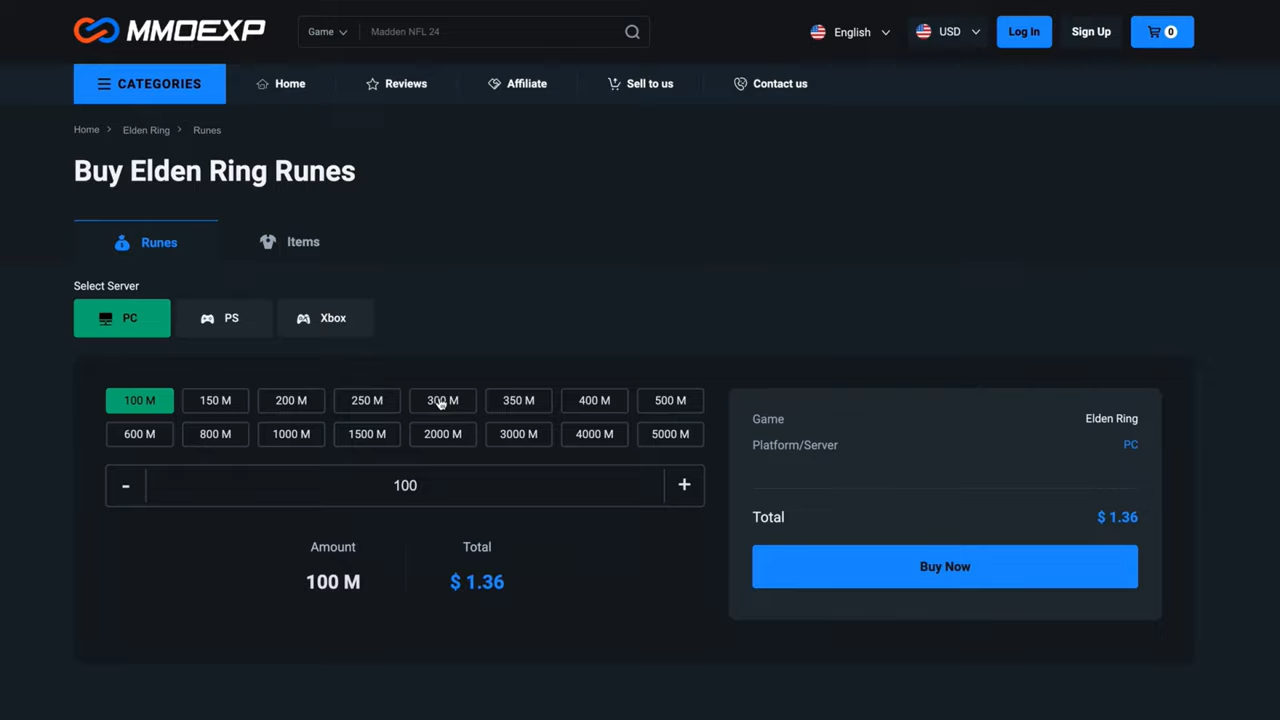 MMOEXP
Game
Madden NFL 24
English
USD
Log In
Sign Up
0
CATEGORIES
Home
Reviews
Affiliate
Sell to us
Contact us
Home > Elden Ring > Runes
Buy Elden Ring Runes
Runes
Items
Select Server
PC
PS
Xbox
100 M
150 M
200 M
250 M
300 M
350 M
400 M
500 M
600 M
800 M
1000 M
1500 M
2000 M
3000 M
4000 M
5000 M
- 100 +
Amount
Total
100 M
$ 1.36
Game
Elden Ring
Platform/Server
PC
Total
$ 1.36
Buy Now